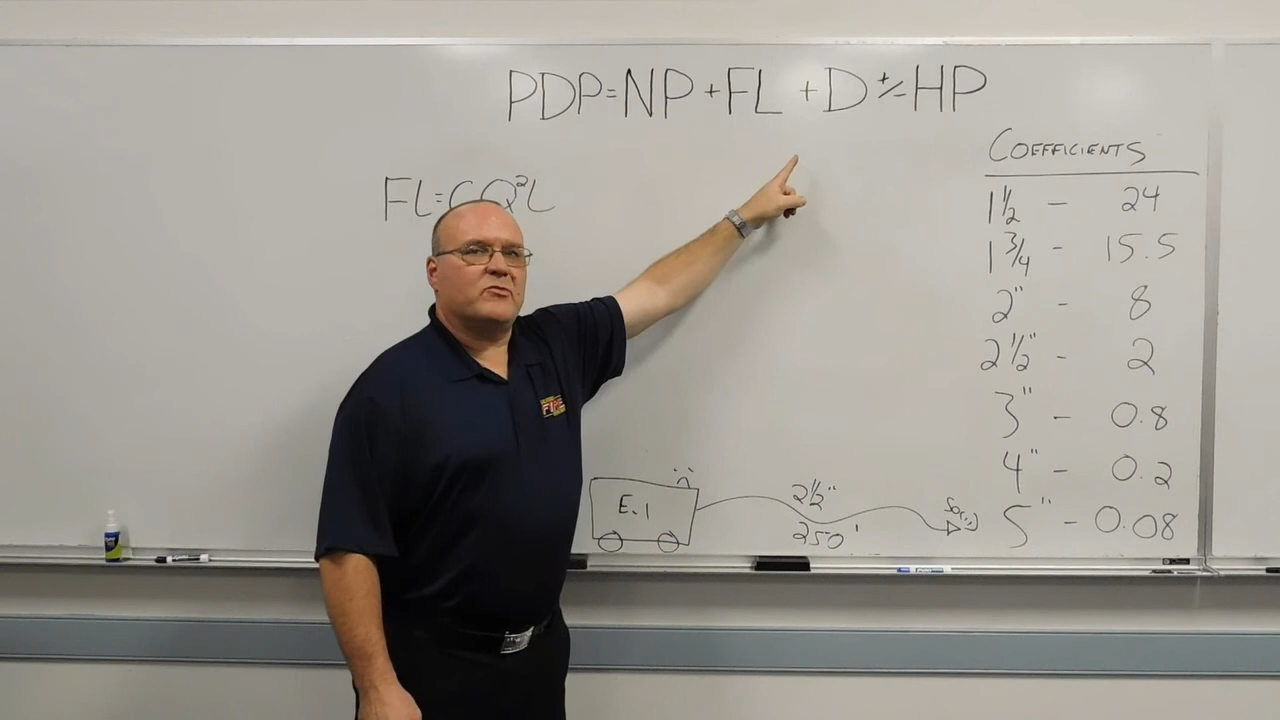 PDP=NP+FL+D+/-HP
FL=CQ²L
COEFFICIENTS
1½ - 24
1¾ - 15.5
2" - 8
2½" - 2
3" - 0.8
4" - 0.2
5" - 0.08
FIRE
E.1
2½"
250'